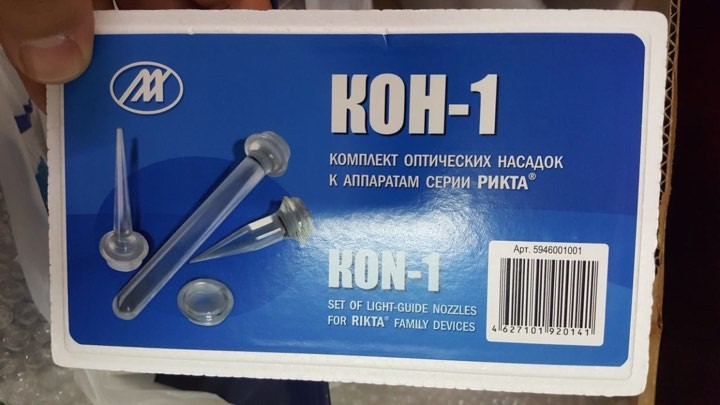 КОН-1
КОМПЛЕКТ ОПТИЧЕСКИХ НАСАДОК
К АППАРАТАМ СЕРИИ РИКТА®
KON-1
SET OF LIGHT-GUIDE NOZZLES
FOR RIKTA® FAMILY DEVICES
Арт. 5946001001
4 627101 920141